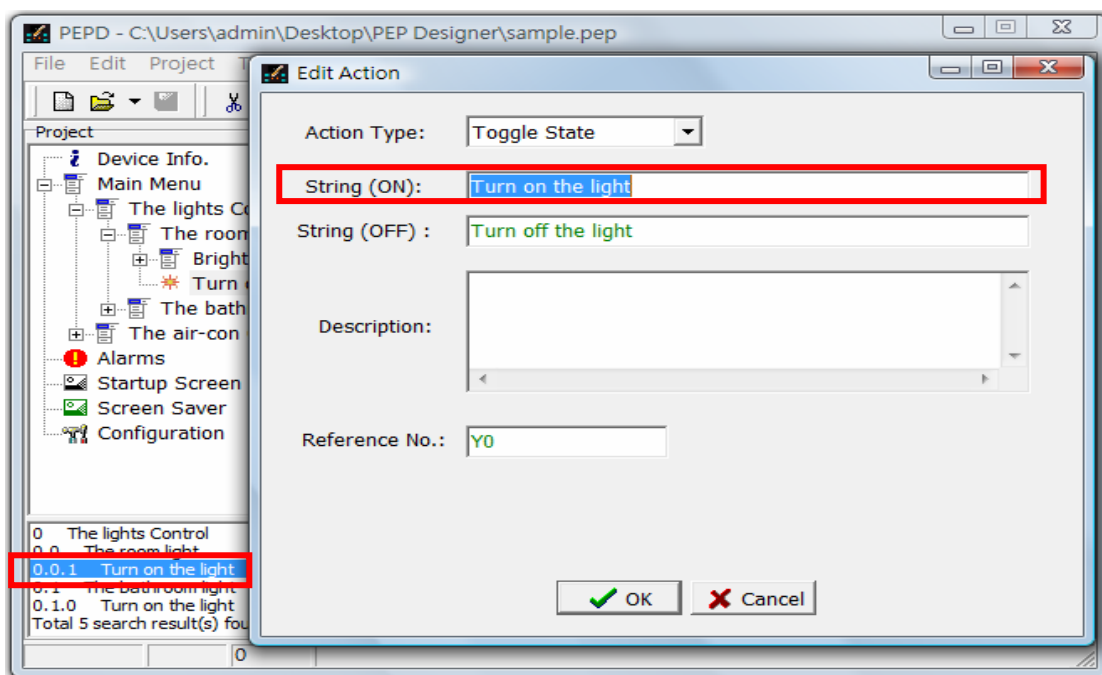 PEPD - C:\Users\admin\Desktop\PEP Designer\sample.pep
File Edit Project
Project
Device Info.
Main Menu
The lights
The room
Bright
Turn
The bath
The air-con
Alarms
Startup Screen
Screen Saver
Configuration
0 The lights Control
0.0 The room light
0.0.1 Turn on the light
0.1 The bathroom light
0.1.0 Turn on the light
Total 5 search result(s)
0
Edit Action
Action Type: Toggle State
String (ON): Turn on the light
String (OFF) : Turn off the light
Description:
Reference No.: Y0
OK Cancel